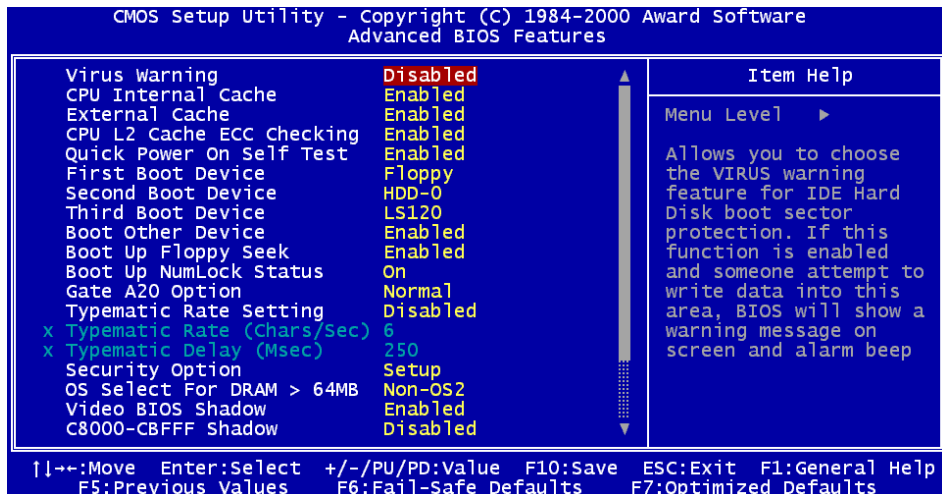 CMOS Setup Utility - Copyright (C) 1984-2000 Award Software
Advanced BIOS Features
Virus Warning Disabled
CPU Internal Cache Enabled
External Cache Enabled
CPU L2 Cache ECC Checking Enabled
Quick Power On Self Test Enabled
First Boot Device Floppy
Second Boot Device HDD-0
Third Boot Device LS120
Boot Other Device Enabled
Boot Up Floppy Seek Enabled
Boot Up NumLock Status On
Gate A20 Option Normal
Typematic Rate Setting Disabled
x Typematic Rate (Chars/Sec) 6
x Typematic Delay (Msec) 250
Security Option Setup
OS Select For DRAM > 64MB Non-OS2
Video BIOS Shadow Enabled
C8000-CBFFF Shadow Disabled
Item Help
Menu Level ▶
Allows you to choose
the VIRUS warning
feature for IDE Hard
Disk boot sector
protection. If this
function is enabled
and someone attempt to
write data into this
area, BIOS will show a
warning message on
screen and alarm beep
↑↓→←:Move Enter:Select +/-/PU/PD:Value F10:Save ESC:Exit F1:General Help
F5:Previous Values F6:Fail-Safe Defaults F7:Optimized Defaults